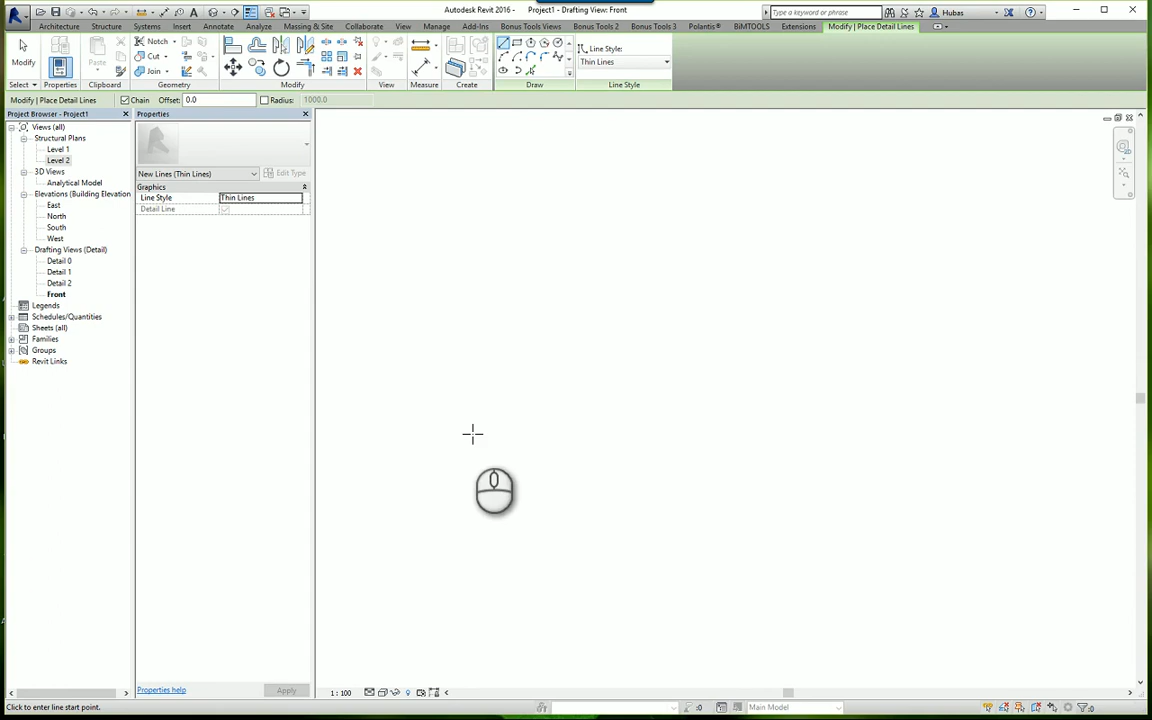 Autodesk Revit 2016 - Project1 - Drafting View: Front
Type a keyword or phrase
Hubas
Architecture Structure Systems Insert Annotate Analyze Massing & Site Collaborate View Manage Add-Ins Bonus Tools Views Bonus Tools 2 Bonus Tools 3 Polantis® BiMTOOLS Extensions Modify | Place Detail Lines
Modify
Paste
Notch
Cut
Join
Line Style:
Thin Lines
Select Properties Clipboard Geometry Modify View Measure Create Draw Line Style
Modify | Place Detail Lines Chain Offset: 0.0 Radius: 1000.0
Project Browser - Project1
Views (all)
Structural Plans
Level 1
Level 2
3D Views
Analytical Model
Elevations (Building Elevation
East
North
South
West
Drafting Views (Detail)
Detail 0
Detail 1
Detail 2
Front
Legends
Schedules/Quantities
Sheets (all)
Families
Groups
Revit Links
Properties
New Lines (Thin Lines) Edit Type
Graphics
Line Style Thin Lines
Detail Line
Properties help Apply
1 : 100
Click to enter line start point.
:0
Main Model
:0